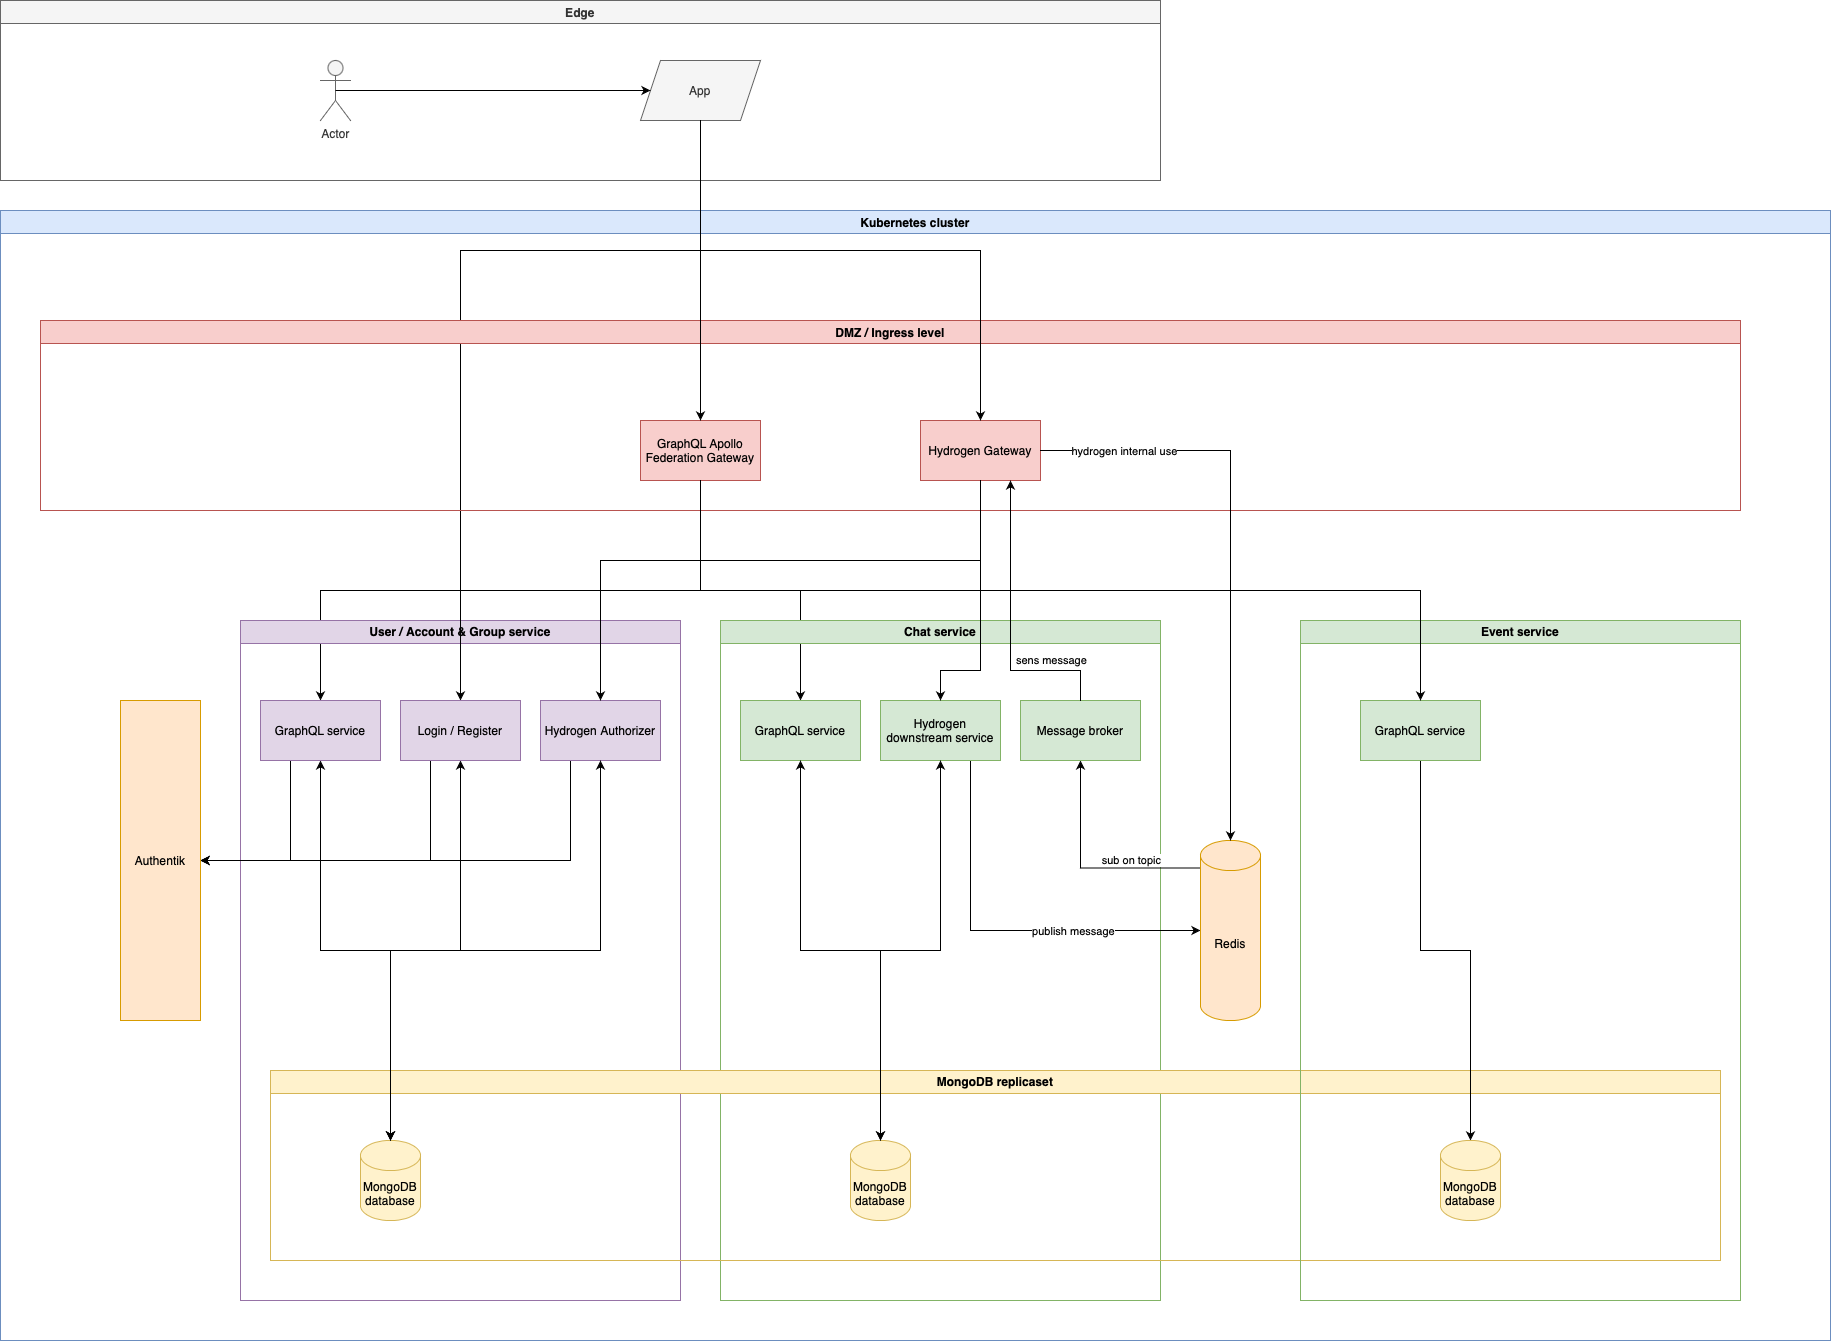 Edge
App
Actor
Kubernetes cluster
DMZ / Ingress level
GraphQL Apollo
Federation Gateway
Hydrogen Gateway
hydrogen internal use
User / Account & Group service
Chat service
Event service
sens message
GraphQL service
Login / Register
Hydrogen Authorizer
GraphQL service
Hydrogen
downstream service
Message broker
GraphQL service
Authentik
sub on topic
publish message
Redis
MongoDB replicaset
MongoDB
database
MongoDB
database
MongoDB
database